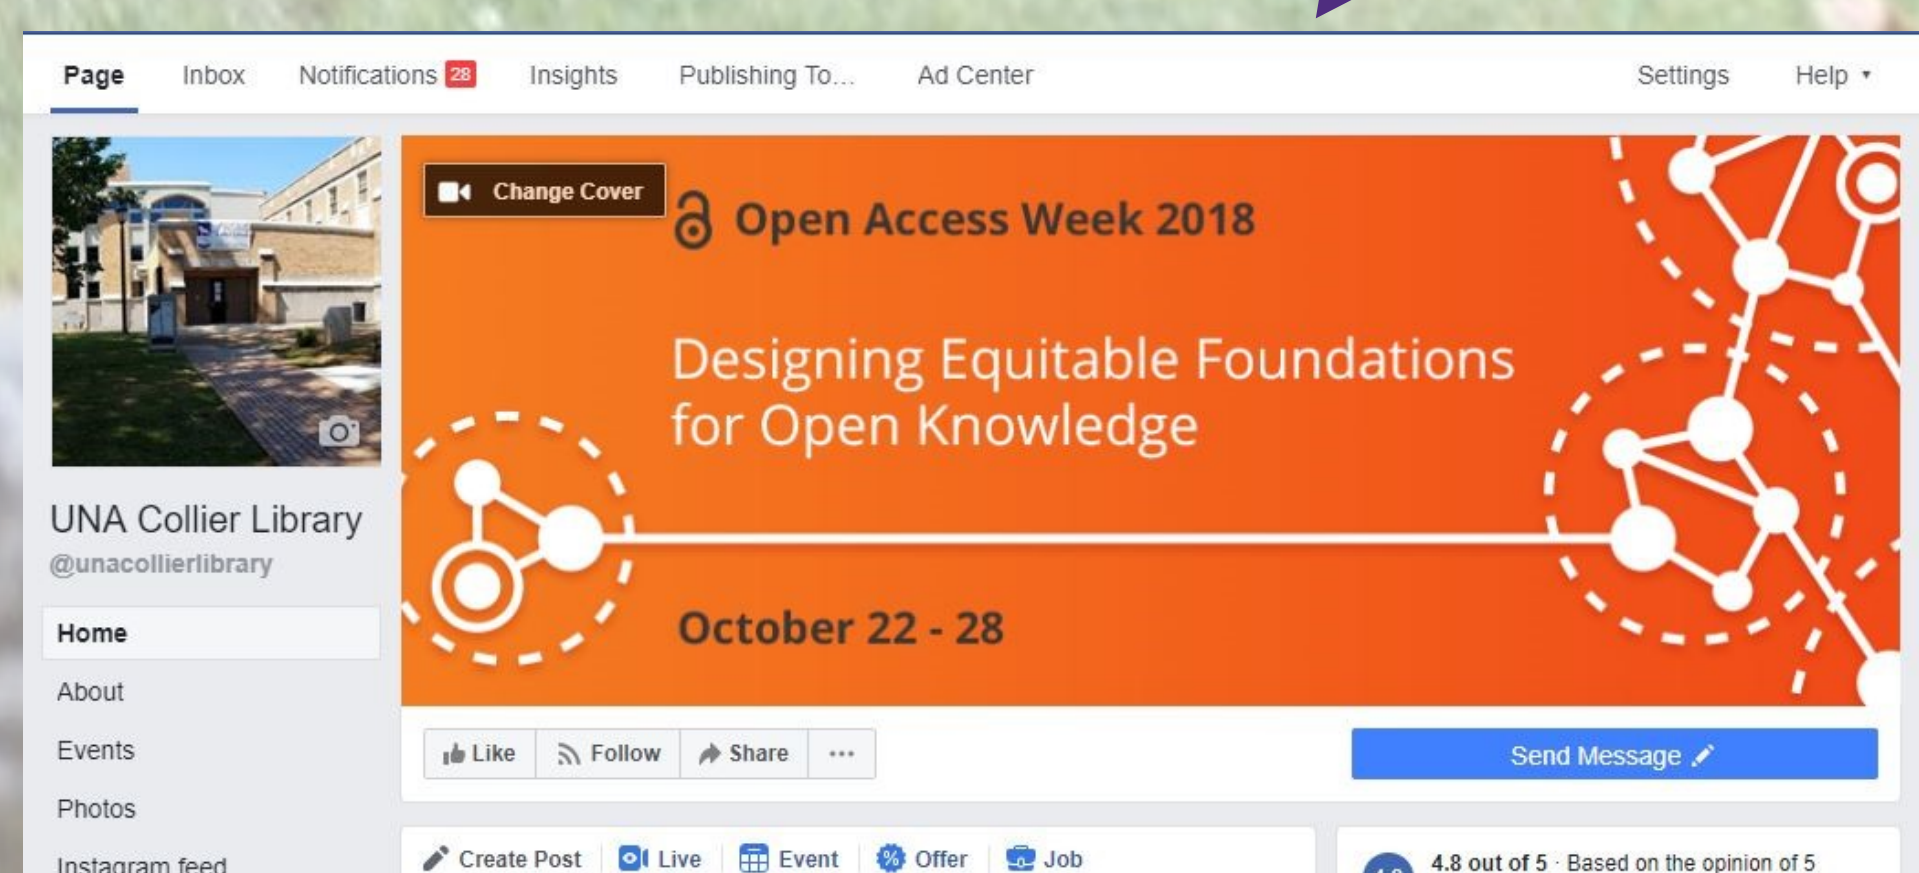 Page Inbox Notifications 28 Insights Publishing To... Ad Center Settings Help
Change Cover
Open Access Week 2018
Designing Equitable Foundations
for Open Knowledge
October 22 - 28
UNA Collier Library
@unacollierlibrary
Home
About
Events
Photos
Instagram feed
Like Follow Share ...
Send Message
Create Post Live Event Offer Job
4.8 out of 5 · Based on the opinion of 5